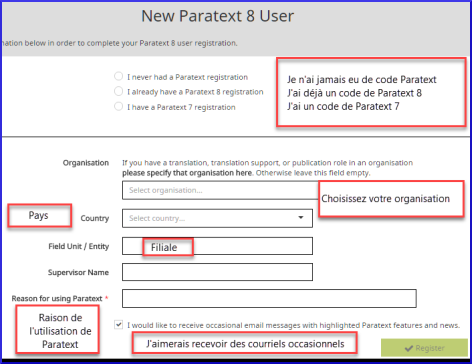 New Paratext 8 User
nation below in order to complete your Paratext 8 user registration.
I never had a Paratext registration
I already have a Paratext 8 registration
I have a Paratext 7 registration
Je n'ai jamais eu de code Paratext
J'ai déjà un code de Paratext 8
J'ai un code de Paratext 7
Organisation
If you have a translation, translation support, or publication role in an organisation
please specify that organisation here. Otherwise leave this field empty.
Select organisation...
Choisissez votre organisation
Pays
Country
Select country...
Field Unit / Entity
Filiale
Supervisor Name
Reason for using Paratext *
Raison de
l'utilisation de
Paratext
I would like to receive occasional email messages with highlighted Paratext features and news.
J'aimerais recevoir des courriels occasionnels
Register